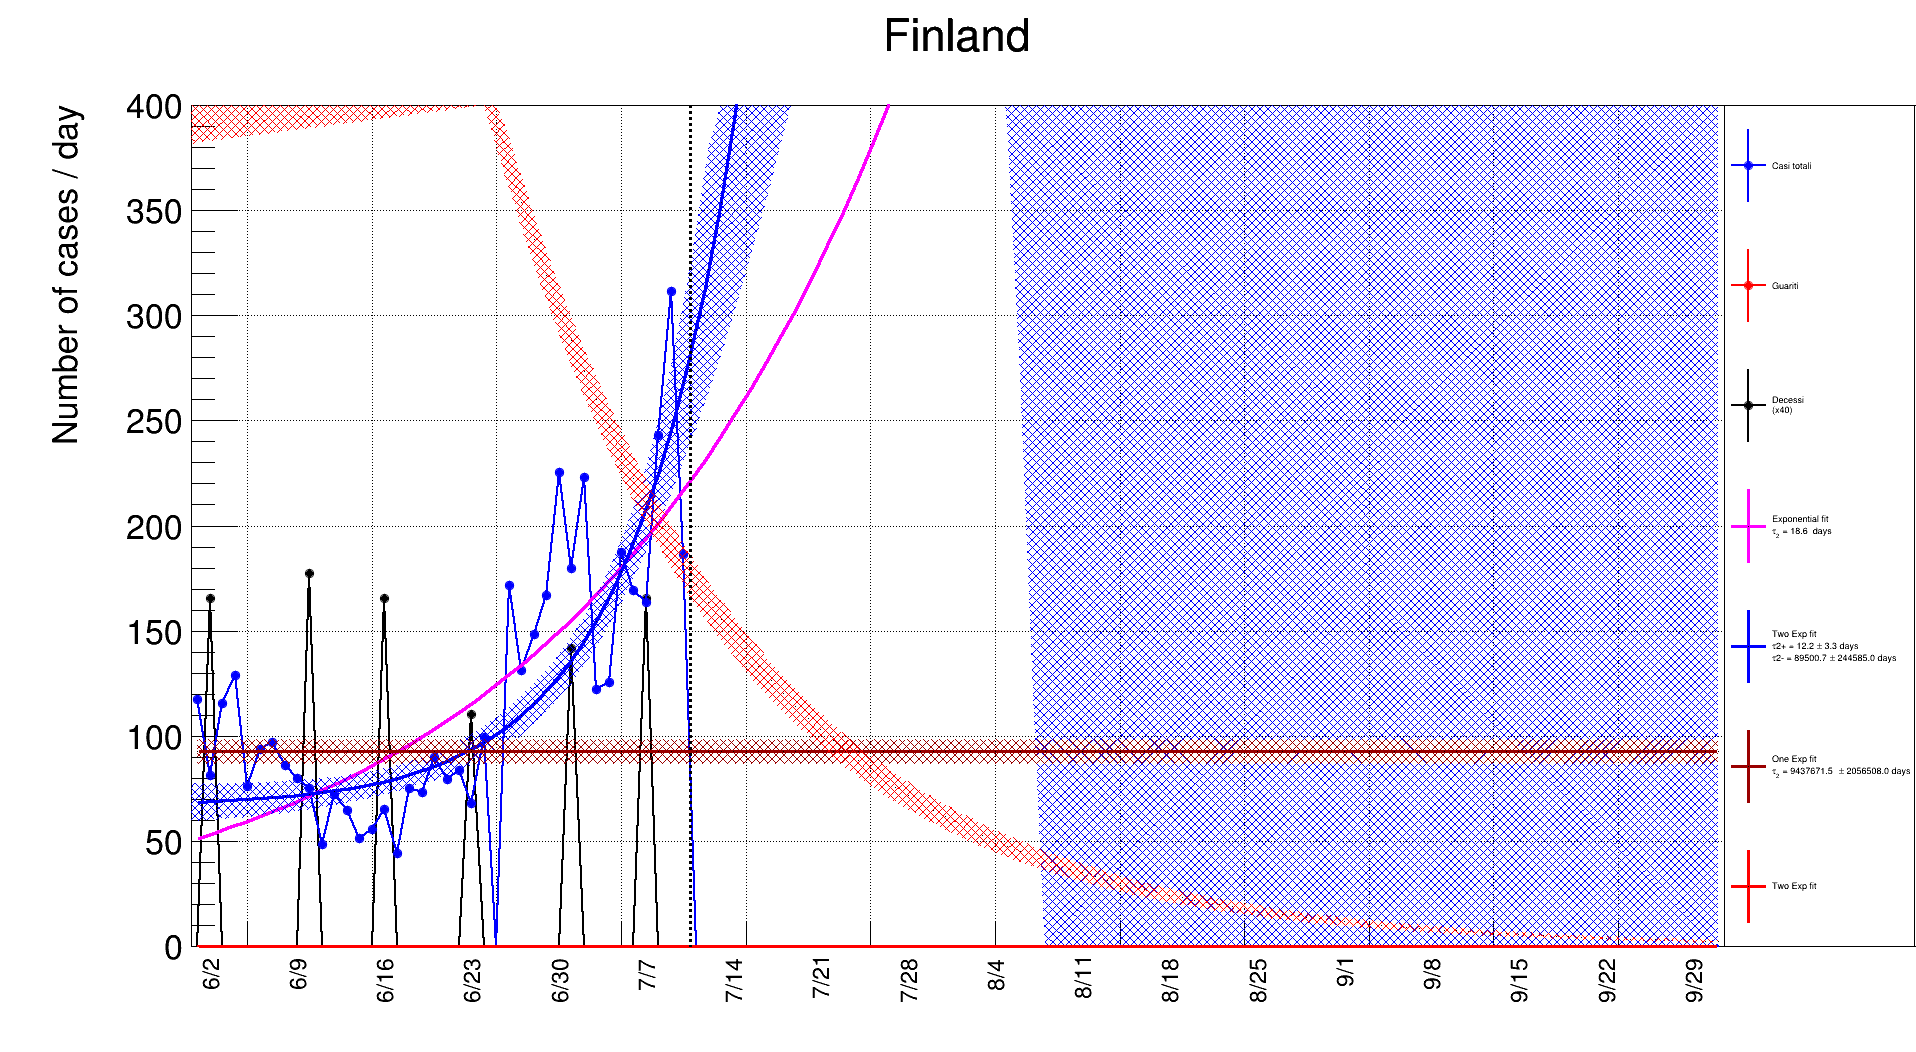 Finland
Number of cases / day
400
350
300
250
200
150
100
50
0
6/2
6/9
6/16
6/23
6/30
7/7
7/14
7/21
7/28
8/4
8/11
8/18
8/25
9/1
9/8
9/15
9/22
9/29
Casi totali
Guariti
Decessi
(x40)
Exponential fit
τ2 = 18.6 days
Two Exp fit
τ2+ = 12.2 ± 3.3 days
τ2- = 89500.7 ± 244585.0 days
One Exp fit
τ2 = 9437671.5 ± 2056508.0 days
Two Exp fit